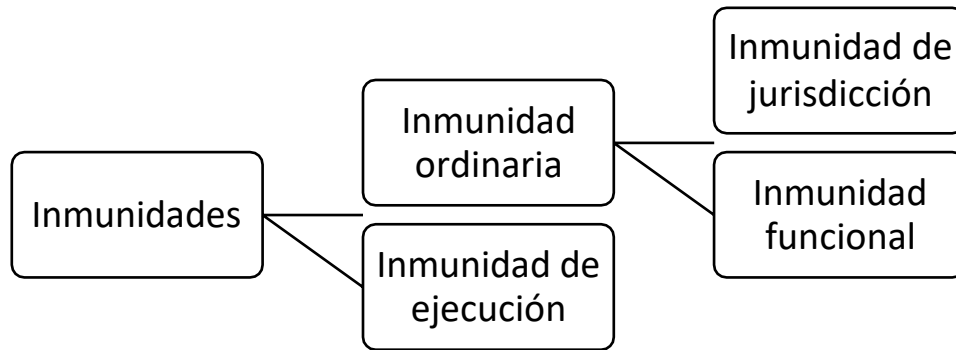 Inmunidades
Inmunidad
ordinaria
Inmunidad de
ejecución
Inmunidad de
jurisdicción
Inmunidad
funcional